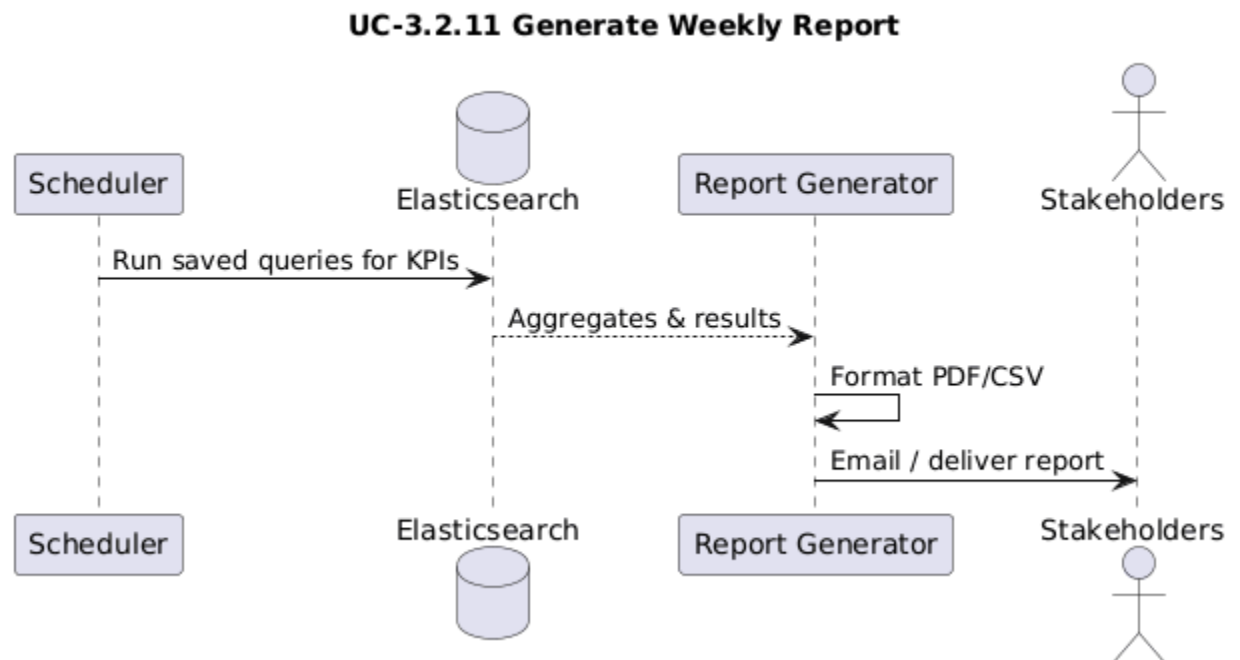 UC-3.2.11 Generate Weekly Report
Scheduler
Elasticsearch
Report Generator
Stakeholders
Run saved queries for KPIs
Aggregates & results
Format PDF/CSV
Email / deliver report
Scheduler
Elasticsearch
Report Generator
Stakeholders